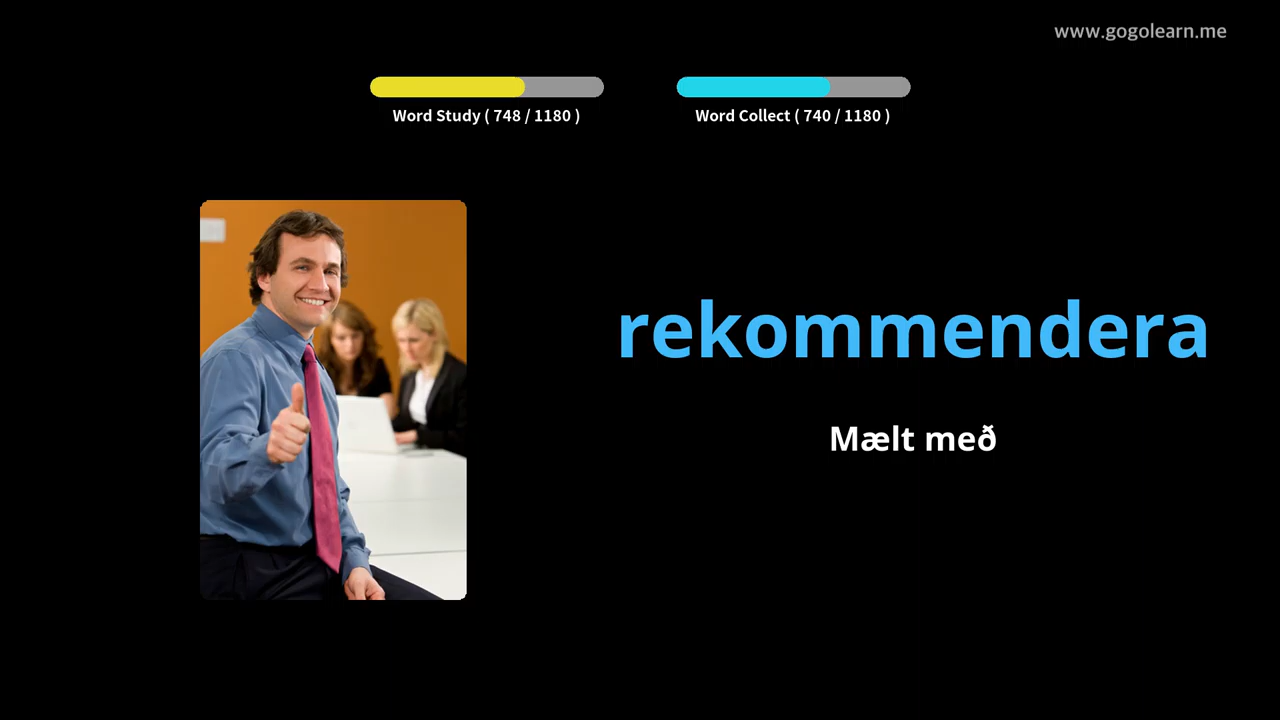 www.gogolearn.me
Word Study ( 748 / 1180 )
Word Collect ( 740 / 1180 )
rekommendera
Mælt með